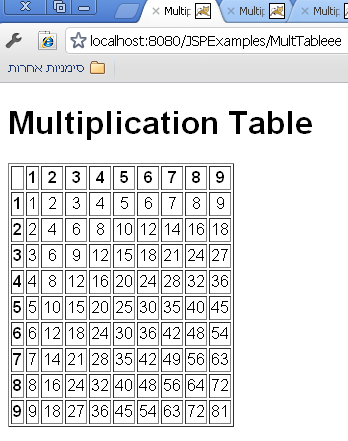 Multip Multip Multip
localhost:8080/JSPExamples/MultTableee
סימניות אחרות
Multiplication Table
1 2 3 4 5 6 7 8 9
1 1 2 3 4 5 6 7 8 9
2 2 4 6 8 10 12 14 16 18
3 3 6 9 12 15 18 21 24 27
4 4 8 12 16 20 24 28 32 36
5 5 10 15 20 25 30 35 40 45
6 6 12 18 24 30 36 42 48 54
7 7 14 21 28 35 42 49 56 63
8 8 16 24 32 40 48 56 64 72
9 9 18 27 36 45 54 63 72 81